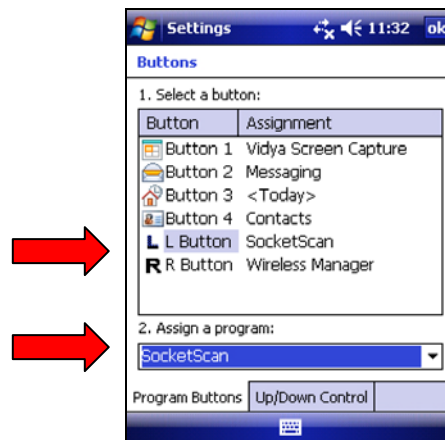 Settings 11:32 ok
Buttons
1. Select a button:
Button Assignment
Button 1 Vidya Screen Capture
Button 2 Messaging
Button 3 <Today>
Button 4 Contacts
L L Button SocketScan
R R Button Wireless Manager
2. Assign a program:
SocketScan
Program Buttons Up/Down Control